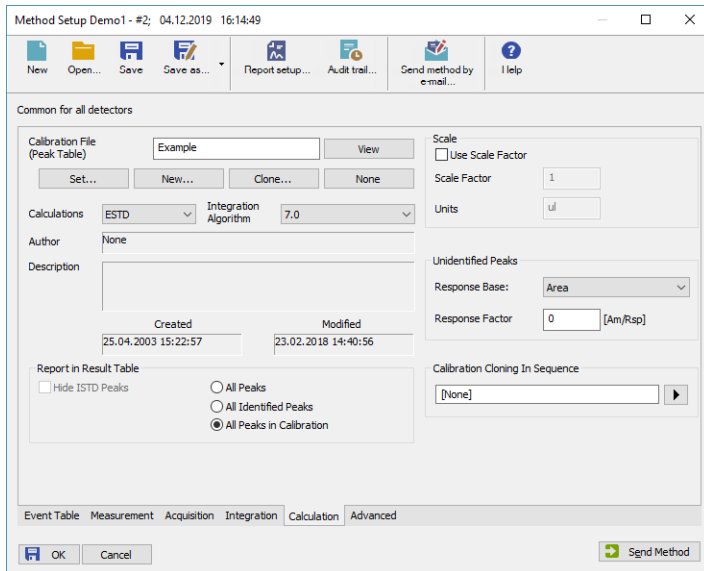 Method Setup Demo1 - #2;  04.12.2019  16:14:49
New
Open...
Save
Save as...
Report setup...
Audit trail...
Send method by
e-mail...
Help
Common for all detectors
Calibration File
(Peak Table)
Example
View
Set...
New...
Clone...
None
Calculations
ESTD
Integration
Algorithm
7.0
Author
None
Description
Created
Modified
25.04.2003 15:22:57
23.02.2018 14:40:56
Report in Result Table
Hide ISTD Peaks
All Peaks
All Identified Peaks
All Peaks in Calibration
Scale
Use Scale Factor
Scale Factor
1
Units
ul
Unidentified Peaks
Response Base:
Area
Response Factor
0
[Am/Rsp]
Calibration Cloning In Sequence
[None]
Event Table
Measurement
Acquisition
Integration
Calculation
Advanced
OK
Cancel
Send Method